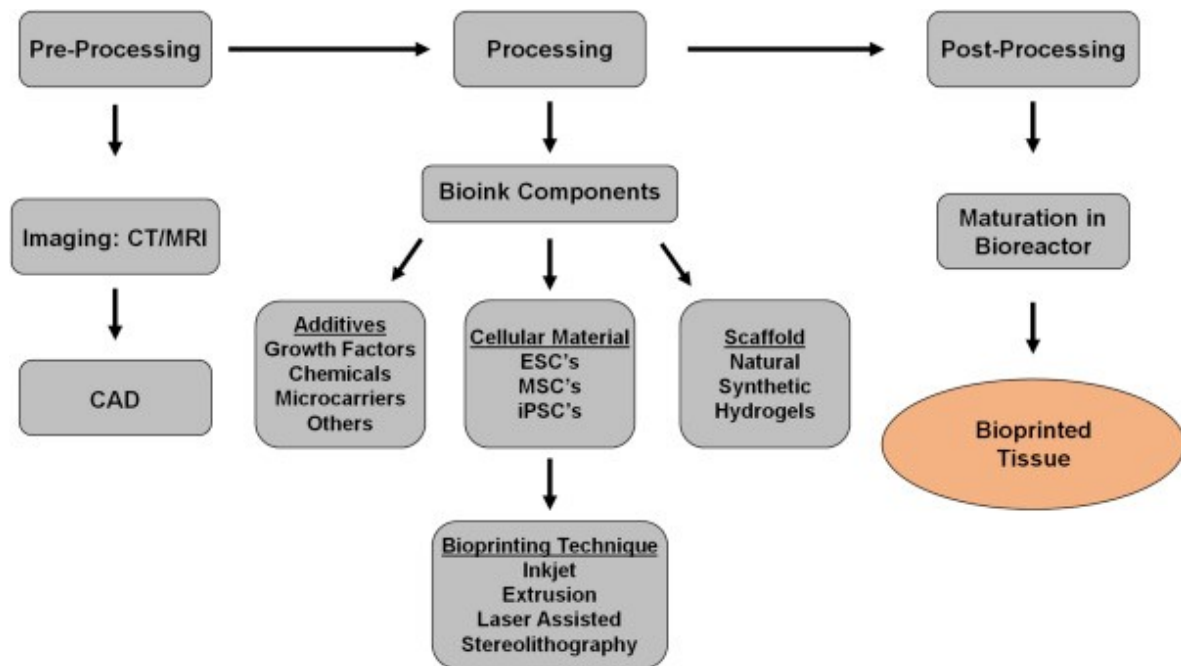 Pre-Processing
Processing
Post-Processing
Imaging: CT/MRI
CAD
Bioink Components
Additives
Growth Factors
Chemicals
Microcarriers
Others
Cellular Material
ESC's
MSC's
iPSC's
Scaffold
Natural
Synthetic
Hydrogels
Bioprinting Technique
Inkjet
Extrusion
Laser Assisted
Stereolithography
Maturation in
Bioreactor
Bioprinted
Tissue